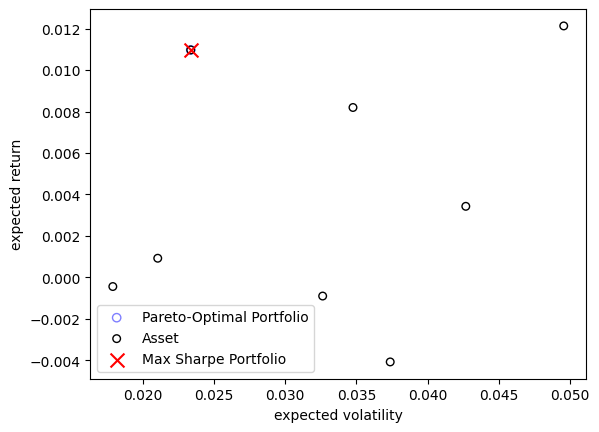 0.012
0.010
0.008
0.006
0.004
0.002
0.000
−0.002
−0.004
expected return
Pareto-Optimal Portfolio
Asset
Max Sharpe Portfolio
0.020 0.025 0.030 0.035 0.040 0.045 0.050
expected volatility